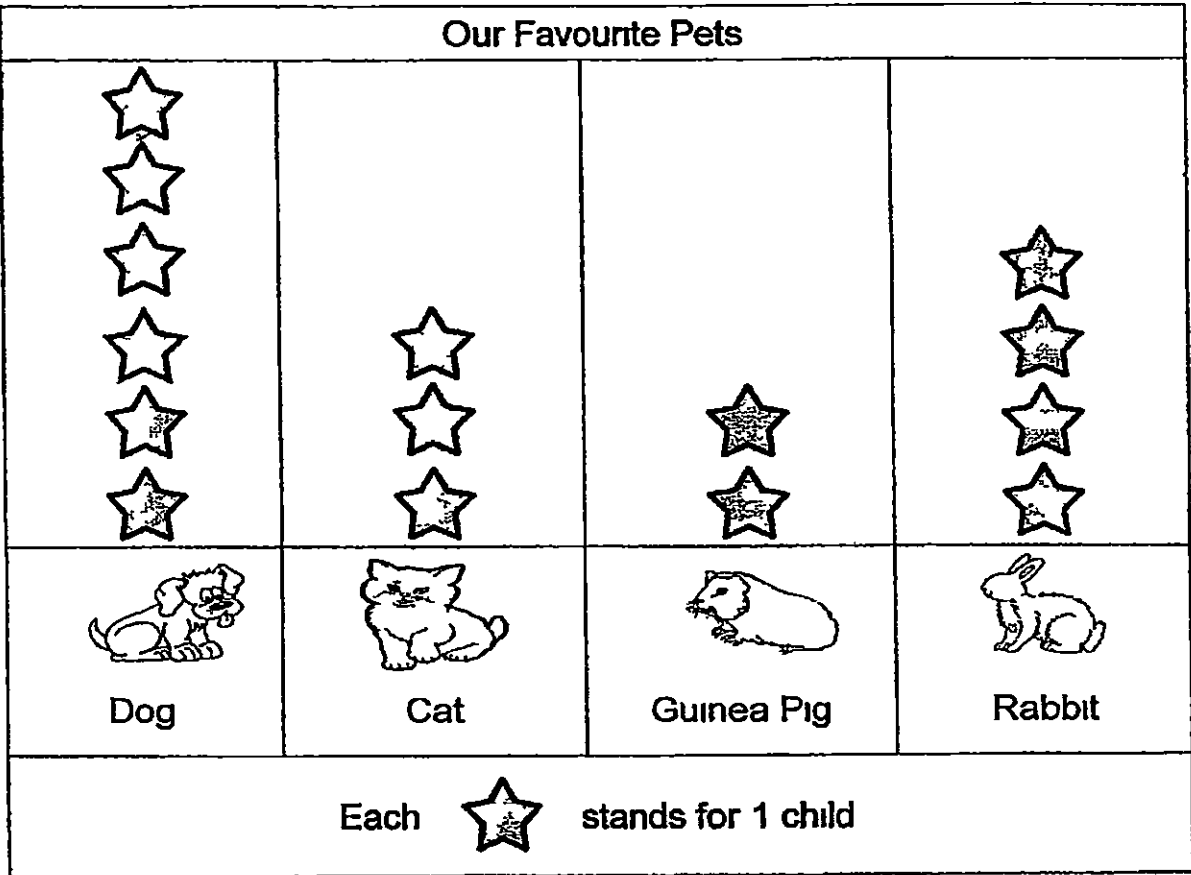 Our Favourite Pets
Dog
Cat
Guinea Pig
Rabbit
Each stands for 1 child